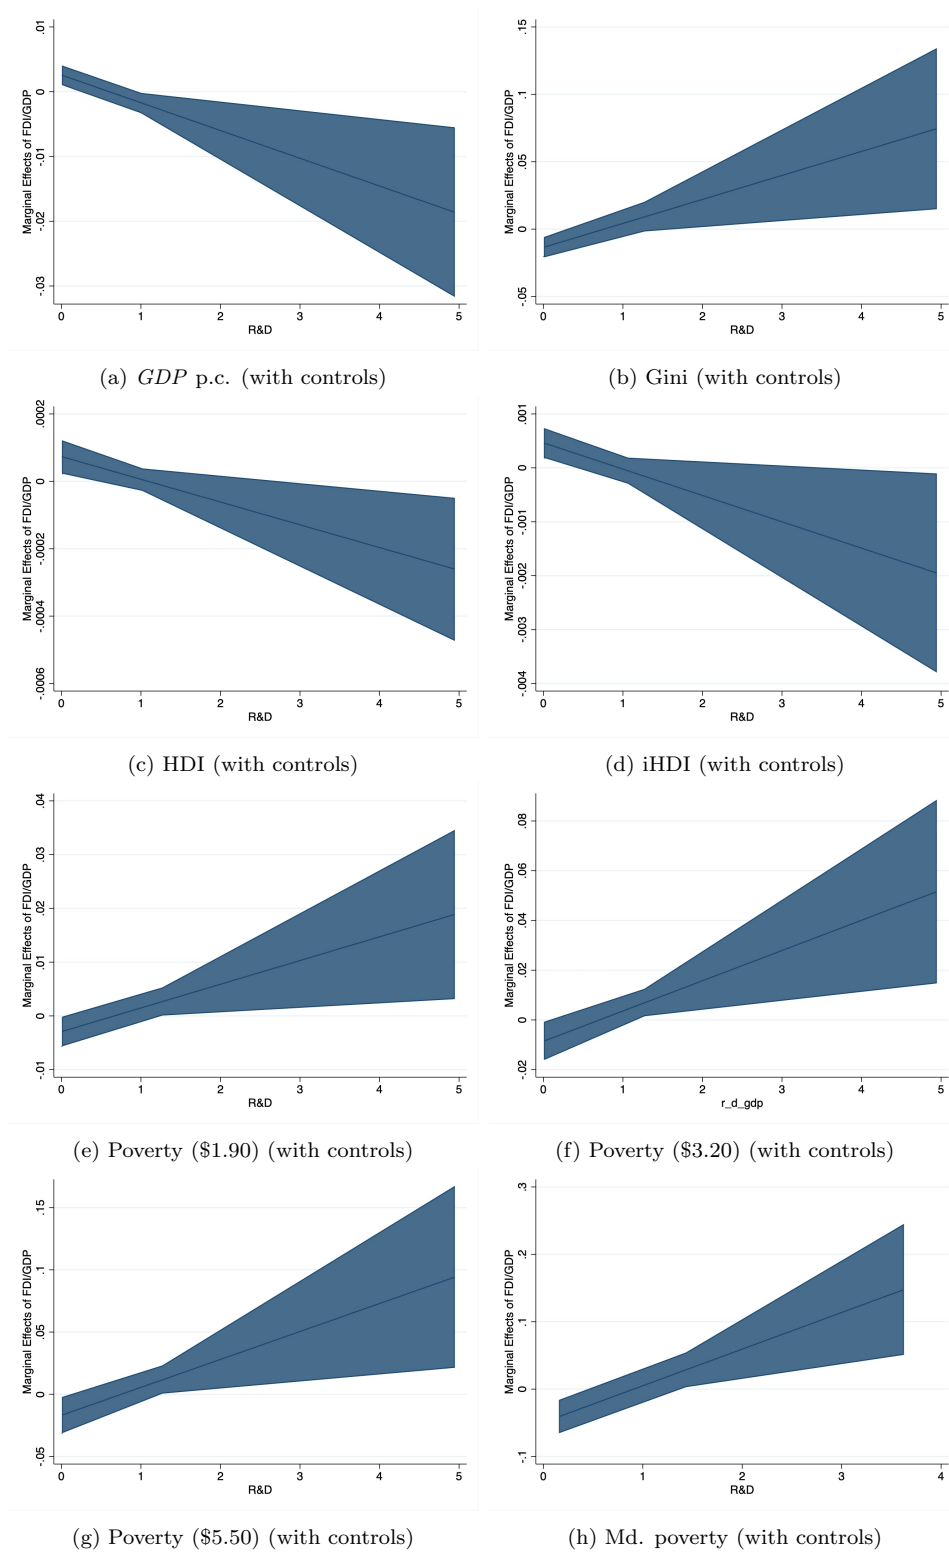 .01
0
-.01
-.02
-.03
Marginal Effects of FDI/GDP
0 1 2 3 4 5
R&D
(a) GDP p.c. (with controls)
.15
.1
.05
0
-.05
Marginal Effects of FDI/GDP
0 1 2 3 4 5
R&D
(b) Gini (with controls)
.0002
0
-.0002
-.0004
-.0006
Marginal Effects of FDI/GDP
0 1 2 3 4 5
R&D
(c) HDI (with controls)
.001
0
-.001
-.002
-.003
-.004
Marginal Effects of FDI/GDP
0 1 2 3 4 5
R&D
(d) iHDI (with controls)
.04
.03
.02
.01
0
-.01
Marginal Effects of FDI/GDP
0 1 2 3 4 5
R&D
(e) Poverty ($1.90) (with controls)
.08
.06
.04
.02
0
-.02
Marginal Effects of FDI/GDP
0 1 2 3 4 5
r_d_gdp
(f) Poverty ($3.20) (with controls)
.15
.1
.05
0
-.05
Marginal Effects of FDI/GDP
0 1 2 3 4 5
R&D
(g) Poverty ($5.50) (with controls)
.3
.2
.1
0
-.1
Marginal Effects of FDI/GDP
0 1 2 3 4
R&D
(h) Md. poverty (with controls)